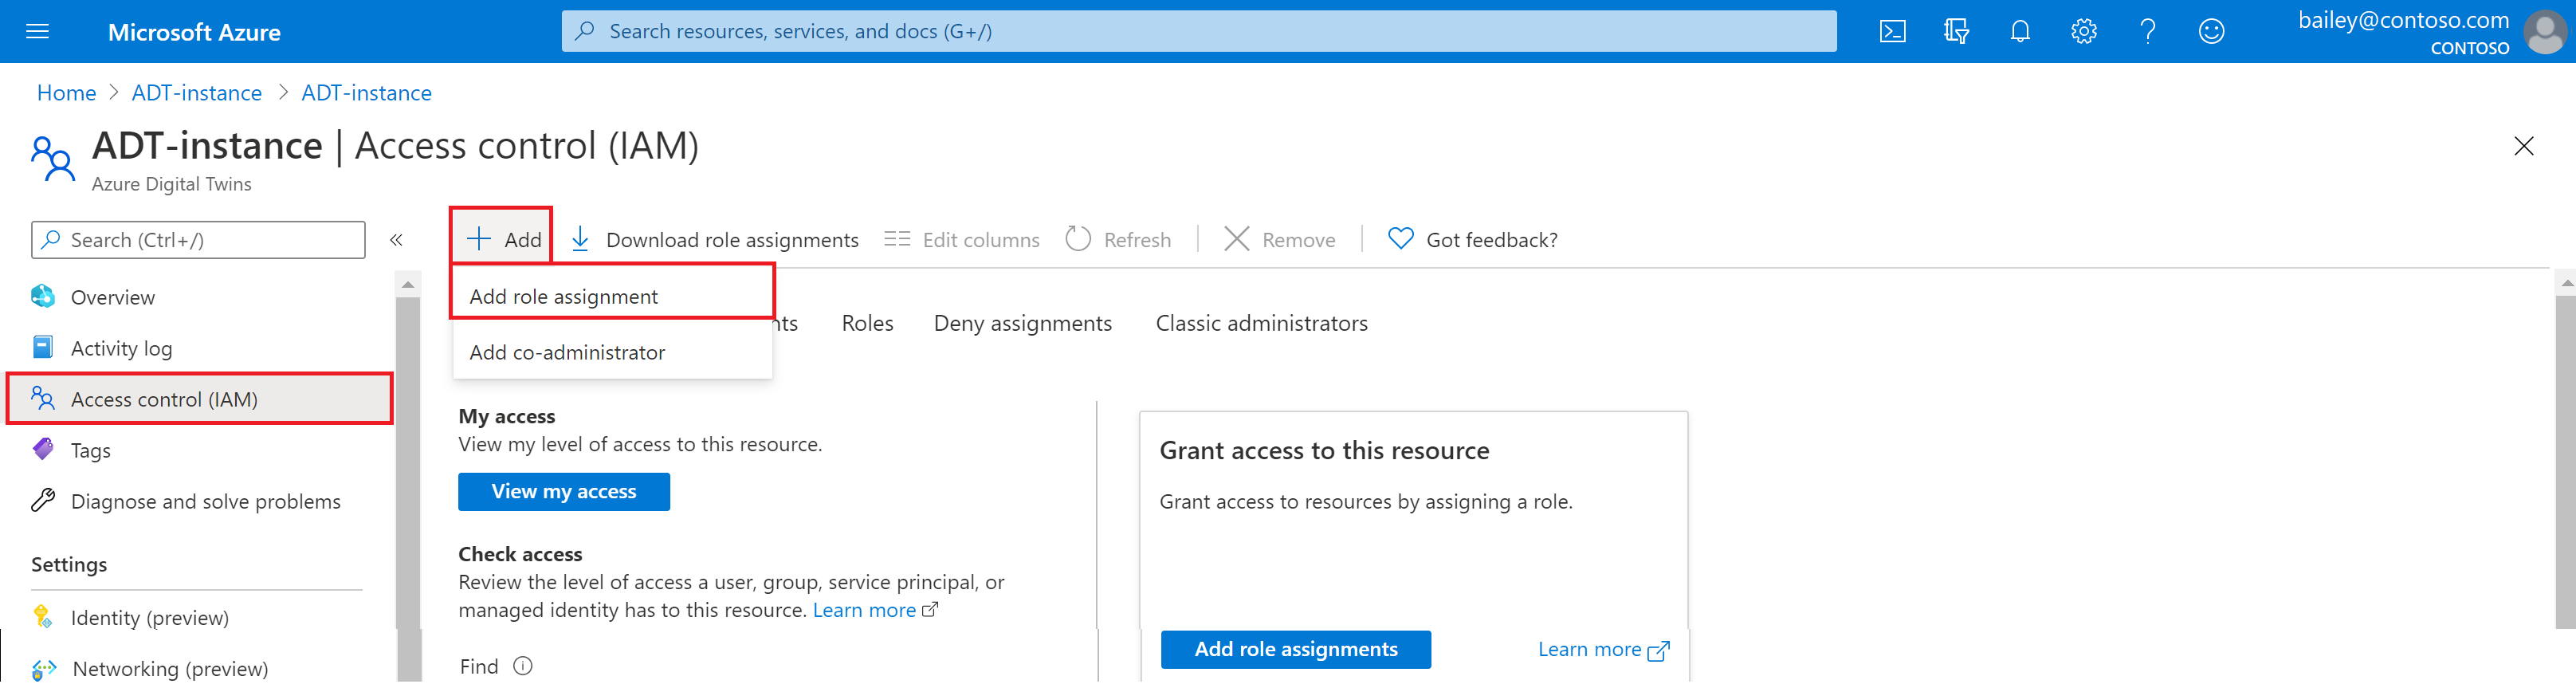 Microsoft Azure
Search resources, services, and docs (G+/)
bailey@contoso.com
CONTOSO
Home > ADT-instance > ADT-instance
ADT-instance | Access control (IAM)
Azure Digital Twins
Search (Ctrl+/)
Add
Download role assignments
Edit columns
Refresh
Remove
Got feedback?
Overview
Activity log
Access control (IAM)
Tags
Diagnose and solve problems
Settings
Identity (preview)
Networking (preview)
Add role assignment
Add co-administrator
Roles
Deny assignments
Classic administrators
My access
View my level of access to this resource.
View my access
Check access
Review the level of access a user, group, service principal, or
managed identity has to this resource. Learn more
Find
Grant access to this resource
Grant access to resources by assigning a role.
Add role assignments
Learn more